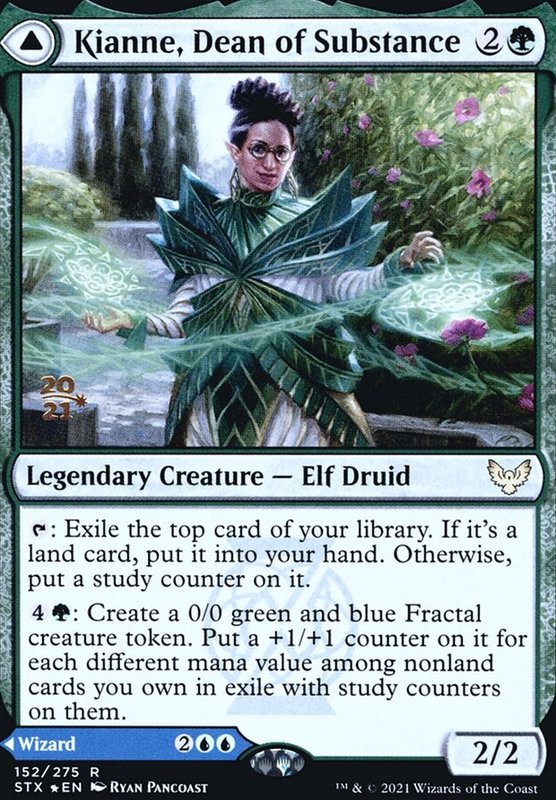 Kianne, Dean of Substance 2
20
21
Legendary Creature — Elf Druid
: Exile the top card of your library. If it's a
land card, put it into your hand. Otherwise,
put a study counter on it.
4 : Create a 0/0 green and blue Fractal
creature token. Put a +1/+1 counter on it for
each different mana value among nonland
cards you own in exile with study counters
on them.
Wizard 2
2/2
152/275 R
STX ★ EN Ryan Pancoast
™ & © 2021 Wizards of the Coast